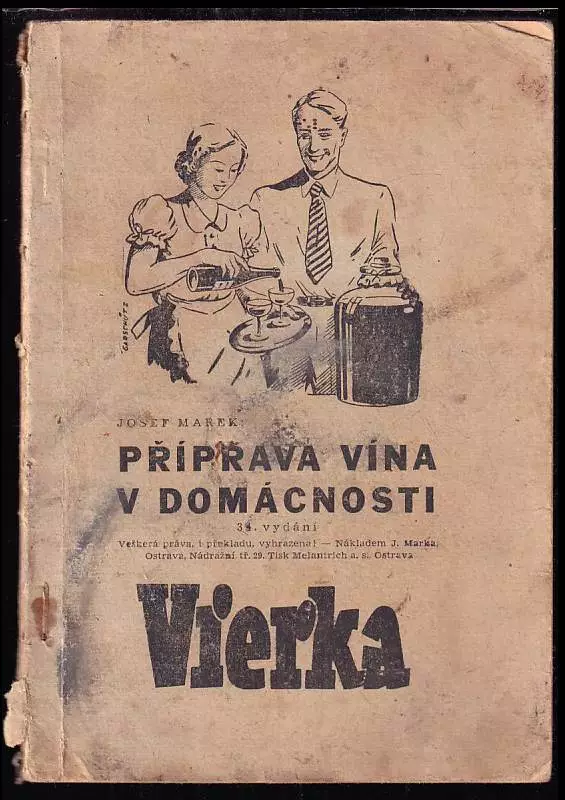 JOSEF MAREK:
PŘÍPRAVA VÍNA
V DOMÁCNOSTI
vydání
Veškerá práva, i překladu, vyhrazena! — Nákladem J. Marka,
Ostrava, Nádražní tř. 29. Tisk Melantrich a. s. Ostrava
Vierka